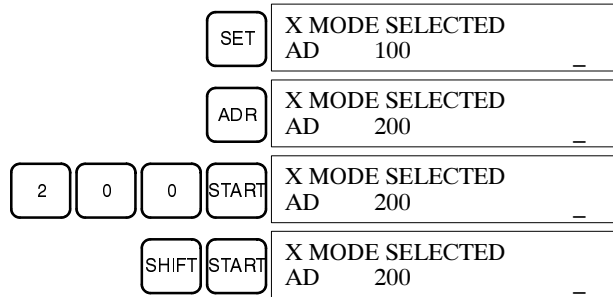 SET X MODE SELECTED
AD 100 _
ADR X MODE SELECTED
AD 200 _
2 0 0 START X MODE SELECTED
AD 200 _
SHIFT START X MODE SELECTED
AD 200 _